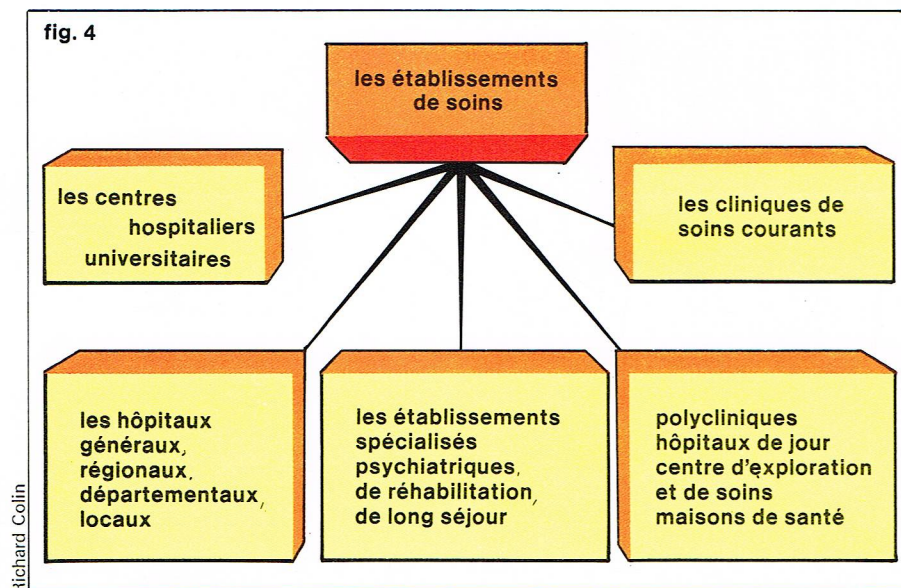 fig. 4
les établissements
de soins
les centres
hospitaliers
universitaires
les cliniques de
soins courants
les hôpitaux
généraux,
régionaux,
départementaux,
locaux
les établissements
spécialisés
psychiatriques,
de réhabilitation,
de long séjour
polycliniques
hôpitaux de jour
centre d'exploration
et de soins
maisons de santé
Richard Colin